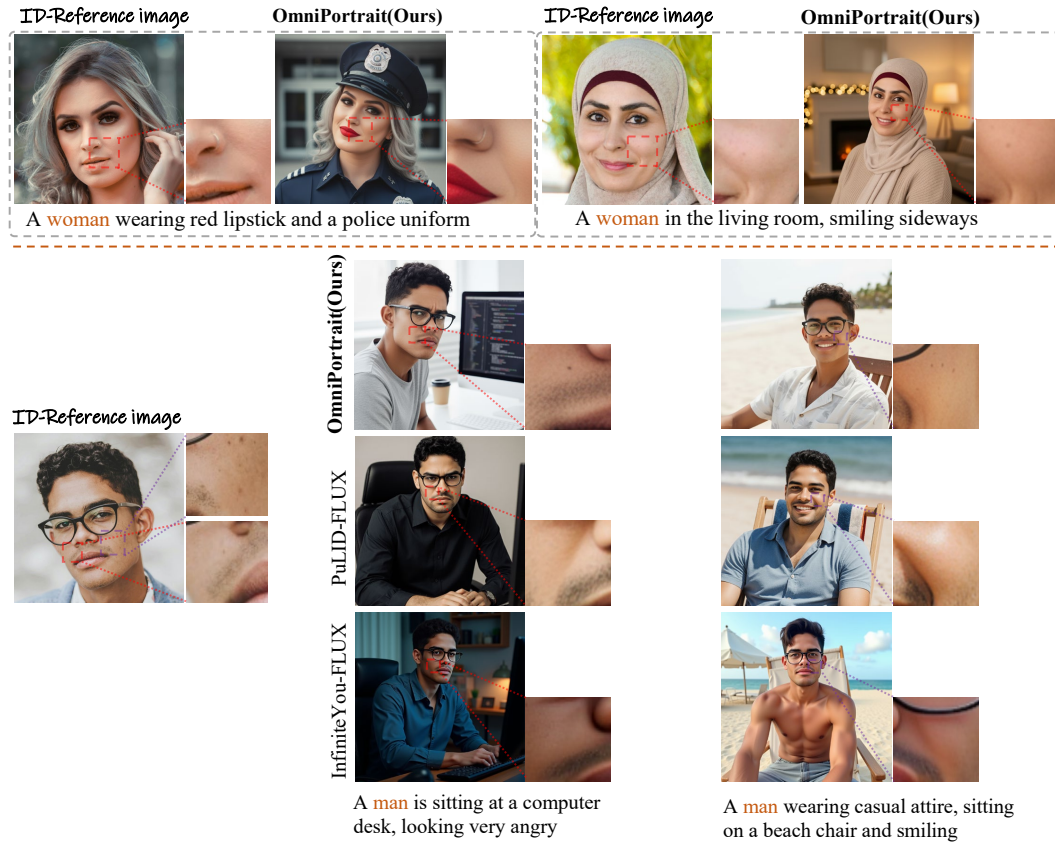 ID-Reference image
OmniPortrait(Ours)
ID-Reference image
OmniPortrait(Ours)
A woman wearing red lipstick and a police uniform
A woman in the living room, smiling sideways
OmniPortrait(Ours)
ID-Reference image
PuLID-FLUX
InfiniteYou-FLUX
A man is sitting at a computer
desk, looking very angry
A man wearing casual attire, sitting
on a beach chair and smiling